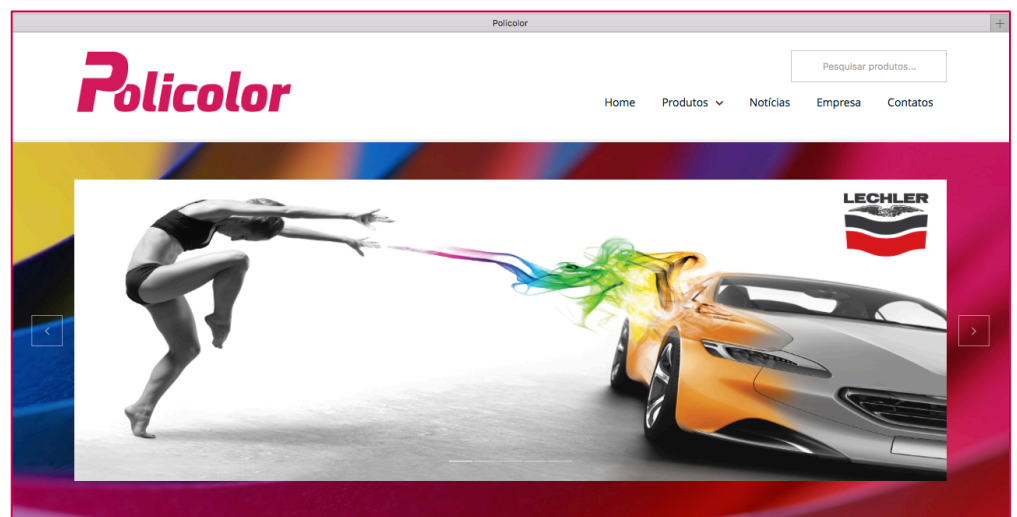 Policolor
Policolor
Pesquisar produtos...
Home Produtos Notícias Empresa Contatos
LECHLER